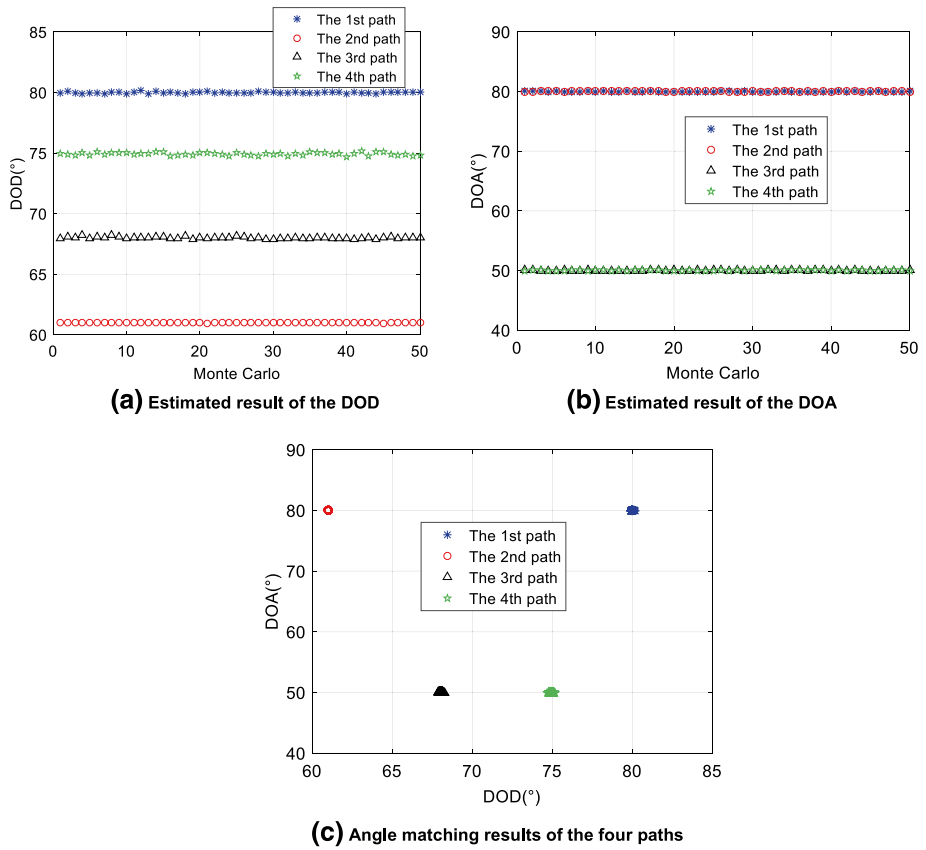 85
80
75
70
65
60
DOD(°)
0
10
20
30
40
50
Monte Carlo
The 1st path
The 2nd path
The 3rd path
The 4th path
(a) Estimated result of the DOD
90
80
70
60
50
40
DOA(°)
0
10
20
30
40
50
Monte Carlo
The 1st path
The 2nd path
The 3rd path
The 4th path
(b) Estimated result of the DOA
90
80
70
60
50
40
DOA(°)
60
65
70
75
80
85
DOD(°)
The 1st path
The 2nd path
The 3rd path
The 4th path
(c) Angle matching results of the four paths